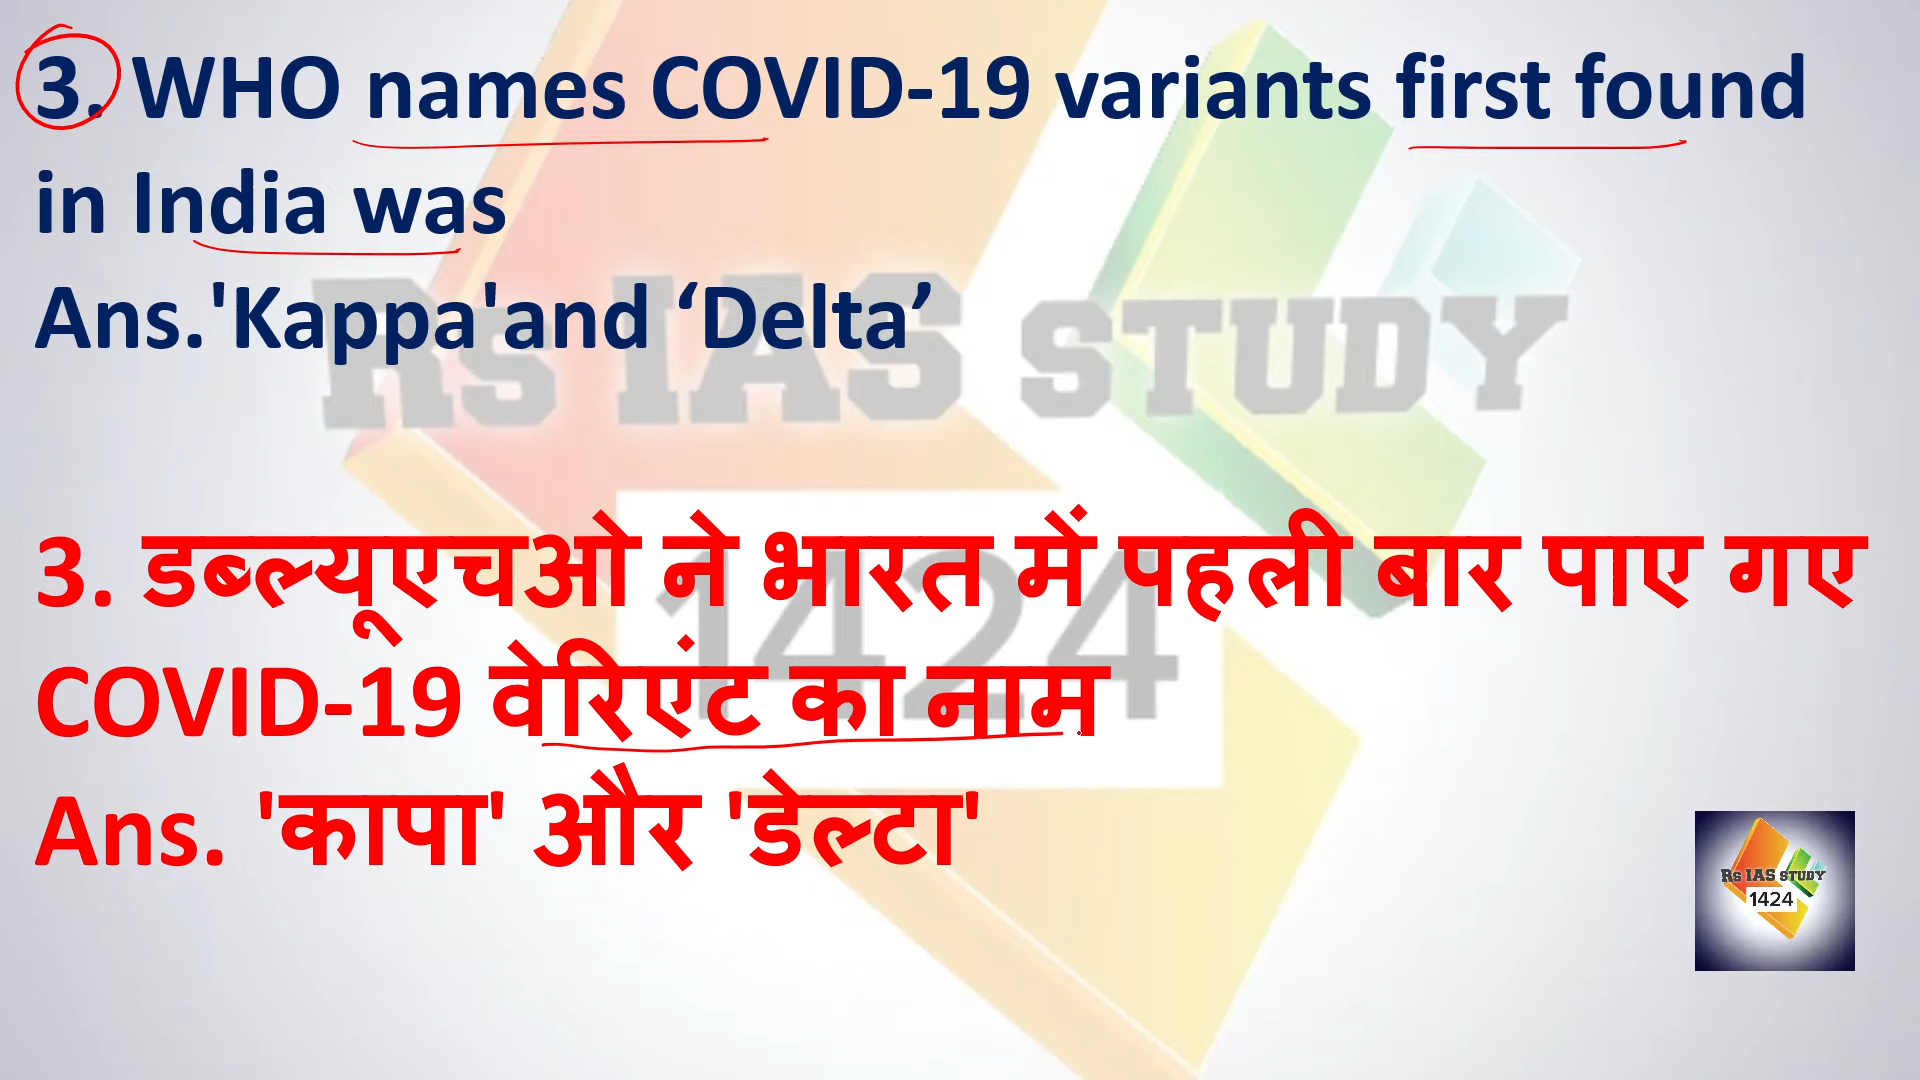 3. WHO names COVID-19 variants first found
in India was
Ans.'Kappa'and ‘Delta’
Rs IAS STUDY
1424
3. डब्ल्यूएचओ ने भारत में पहली बार पाए गए
COVID-19 वेरिएंट का नाम
Ans. 'कापा' और 'डेल्टा'
Rs IAS STUDY
1424